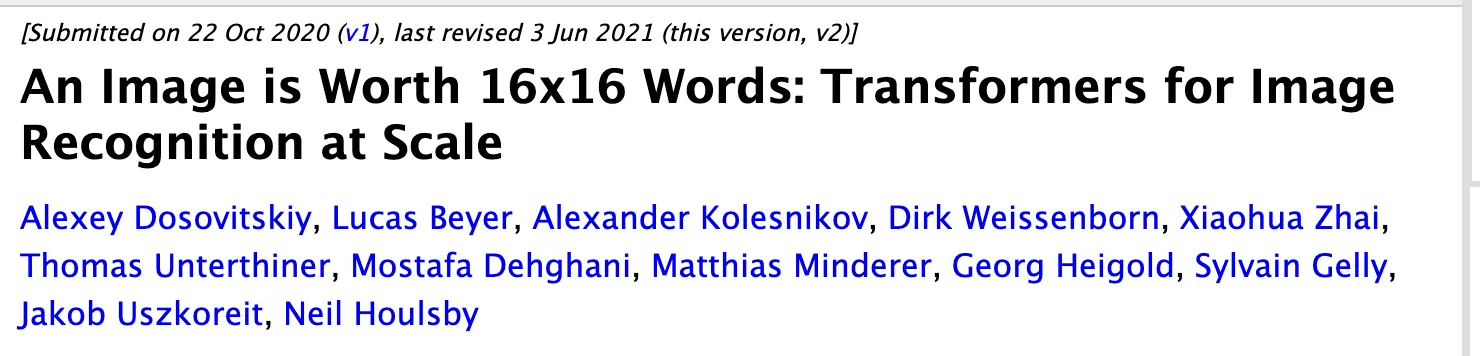 [Submitted on 22 Oct 2020 (v1), last revised 3 Jun 2021 (this version, v2)]
An Image is Worth 16x16 Words: Transformers for Image
Recognition at Scale
Alexey Dosovitskiy, Lucas Beyer, Alexander Kolesnikov, Dirk Weissenborn, Xiaohua Zhai,
Thomas Unterthiner, Mostafa Dehghani, Matthias Minderer, Georg Heigold, Sylvain Gelly,
Jakob Uszkoreit, Neil Houlsby